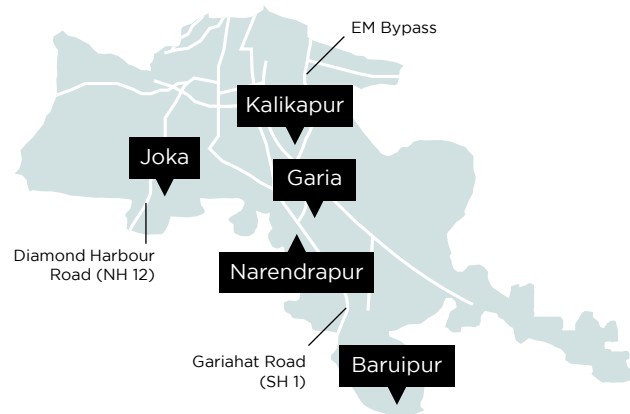 EM Bypass
Kalikapur
Joka
Garia
Diamond Harbour
Road (NH 12)
Narendrapur
Gariahat Road
(SH 1)
Baruipur